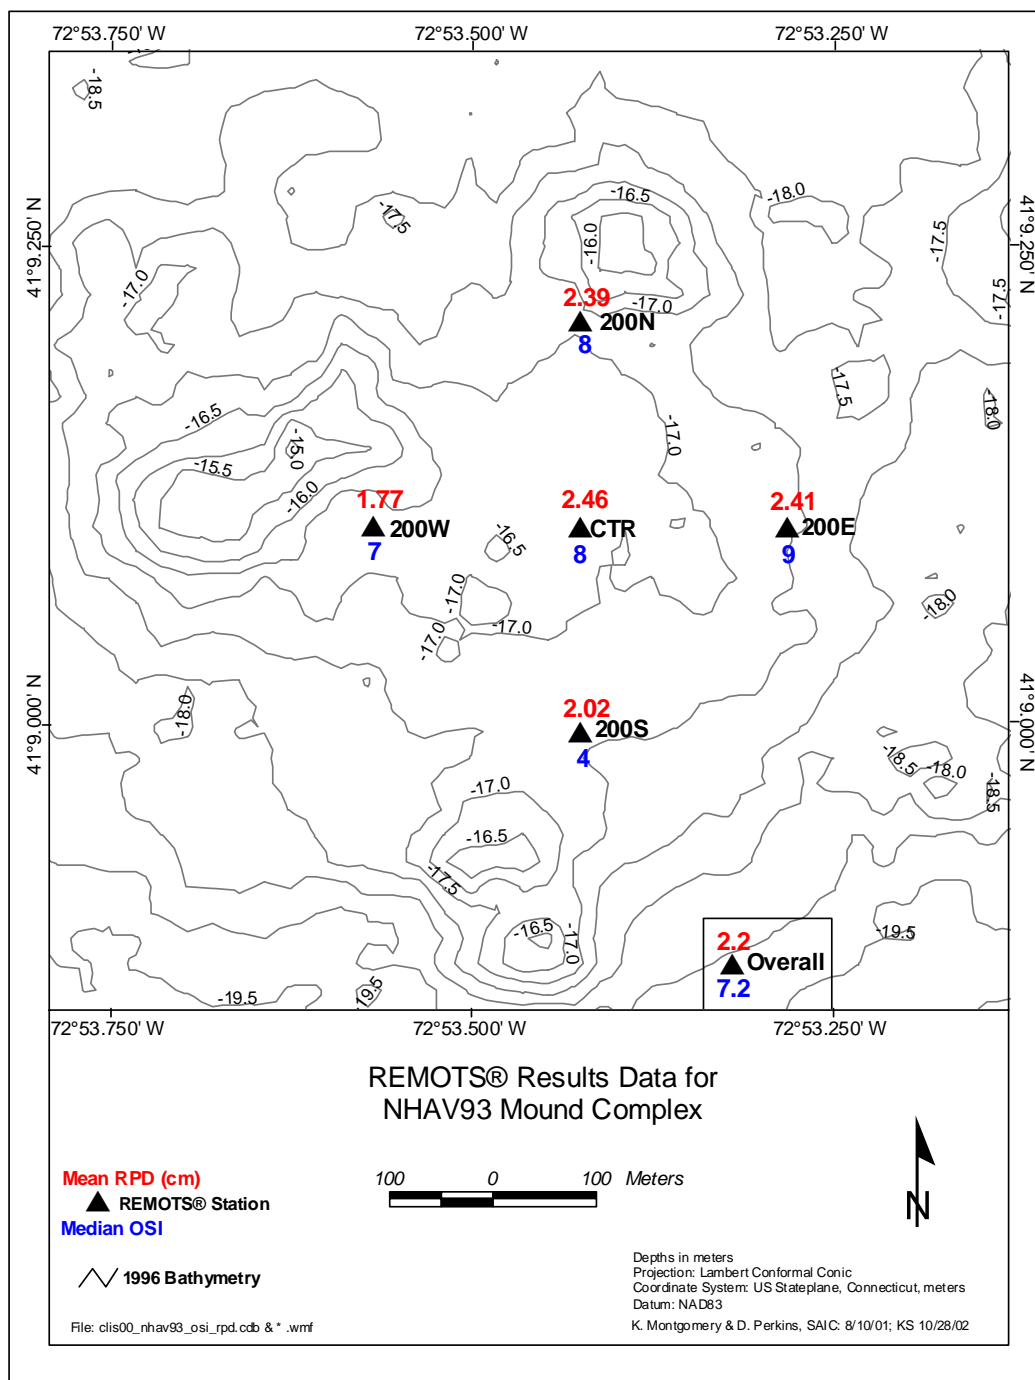 72°53.750' W 72°53.500' W 72°53.250' W
-18.5
-16.5
-18.0
-17.5
-16.0
-17.5
41°9.250' N
41°9.250' N
-17.0
-17.5
2.39
-17.0
200N
8
-17.5
-18.0
-16.5
-17.0
-15.0
-15.5
-16.0
1.77
200W
7
2.46
CTR
8
2.41
200E
9
-16.5
-17.0
-17.0
-17.0
-18.0
41°9.000' N
41°9.000' N
-18.0
2.02
200S
4
-18.5
-18.0
-18.5
-17.0
-16.5
-17.5
-16.5
-17.0
-19.5
2.2
Overall
7.2
-19.5
-19.5
72°53.750' W 72°53.500' W 72°53.250' W
REMOTS® Results Data for
NHAV93 Mound Complex
Mean RPD (cm)
REMOTS® Station
Median OSI
100 0 100 Meters
N
1996 Bathymetry
Depths in meters
Projection: Lambert Conformal Conic
Coordinate System: US Stateplane, Connecticut, meters
Datum: NAD83
File: clis00_nhav93_osi_rpd.cdb & * .wmf
K. Montgomery & D. Perkins, SAIC: 8/10/01; KS 10/28/02